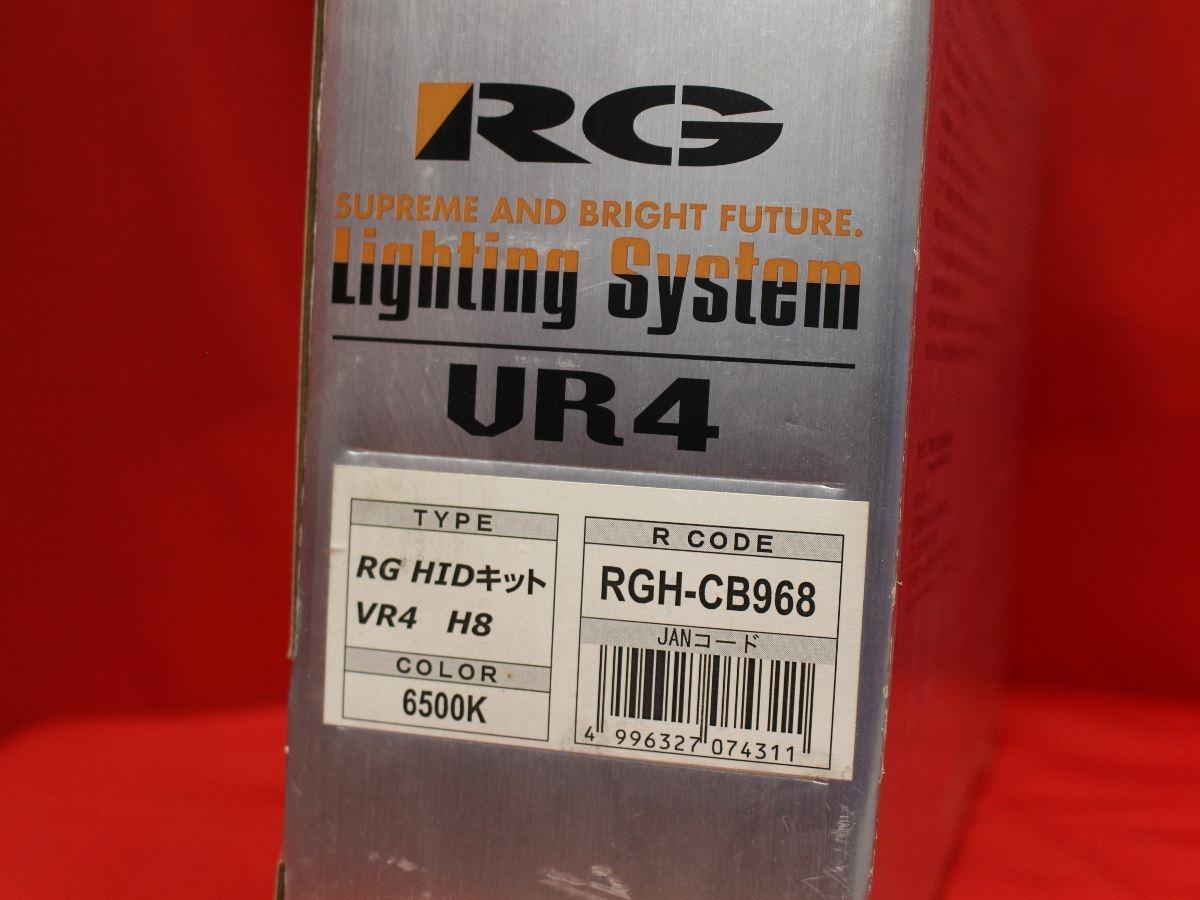 RG
SUPREME AND BRIGHT FUTURE.
Lighting System
VR4
TYPE
RG HIDキット
VR4 H8
COLOR
6500K
R CODE
RGH-CB968
JANコード
4 996327 074311